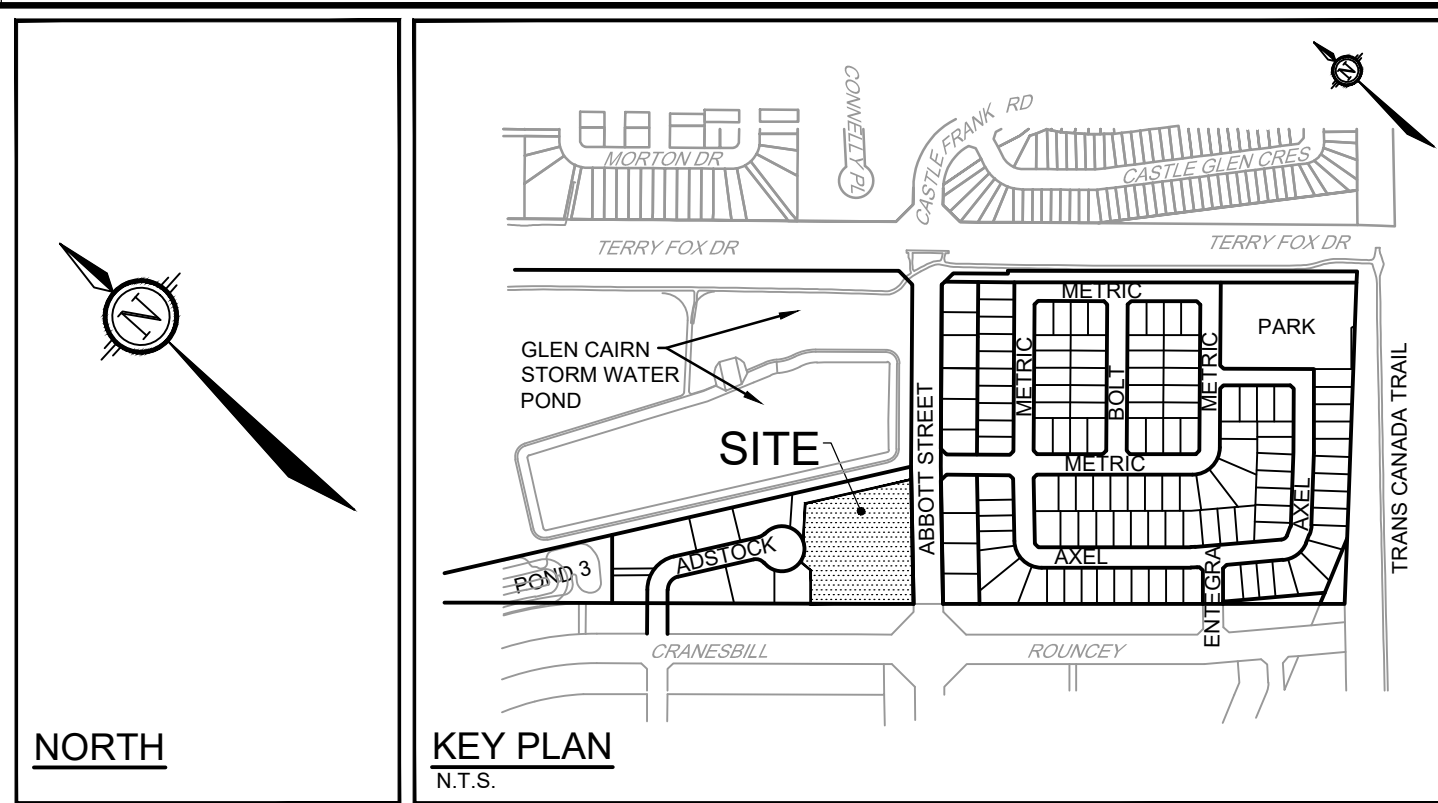 N
NORTH
N
CONNELLY PL
CASTLE FRANK RD
MORTON DR
CASTLE GLEN CRES
TERRY FOX DR
TERRY FOX DR
METRIC
PARK
GLEN CAIRN
STORM WATER
POND
METRIC
BOLT
METRIC
TRANS CANADA TRAIL
ABBOTT STREET
SITE
METRIC
AXEL
ADSTOCK
AXEL
POND 3
ENTEGRA
CRANESBILL
ROUNCEY
KEY PLAN
N.T.S.